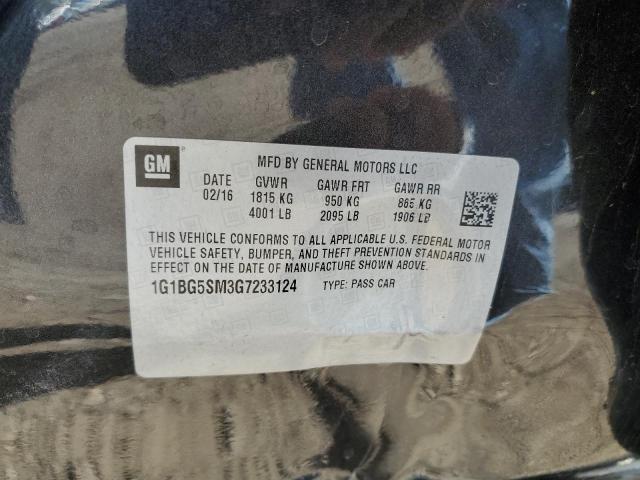 GM
MFD BY GENERAL MOTORS LLC
DATE GVWR GAWR FRT GAWR RR
02/16 1815 KG 950 KG 865 KG
4001 LB 2095 LB 1906 LB
THIS VEHICLE CONFORMS TO ALL APPLICABLE U.S. FEDERAL MOTOR
VEHICLE SAFETY, BUMPER, AND THEFT PREVENTION STANDARDS IN
EFFECT ON THE DATE OF MANUFACTURE SHOWN ABOVE.
1G1BG5SM3G7233124 TYPE: PASS CAR